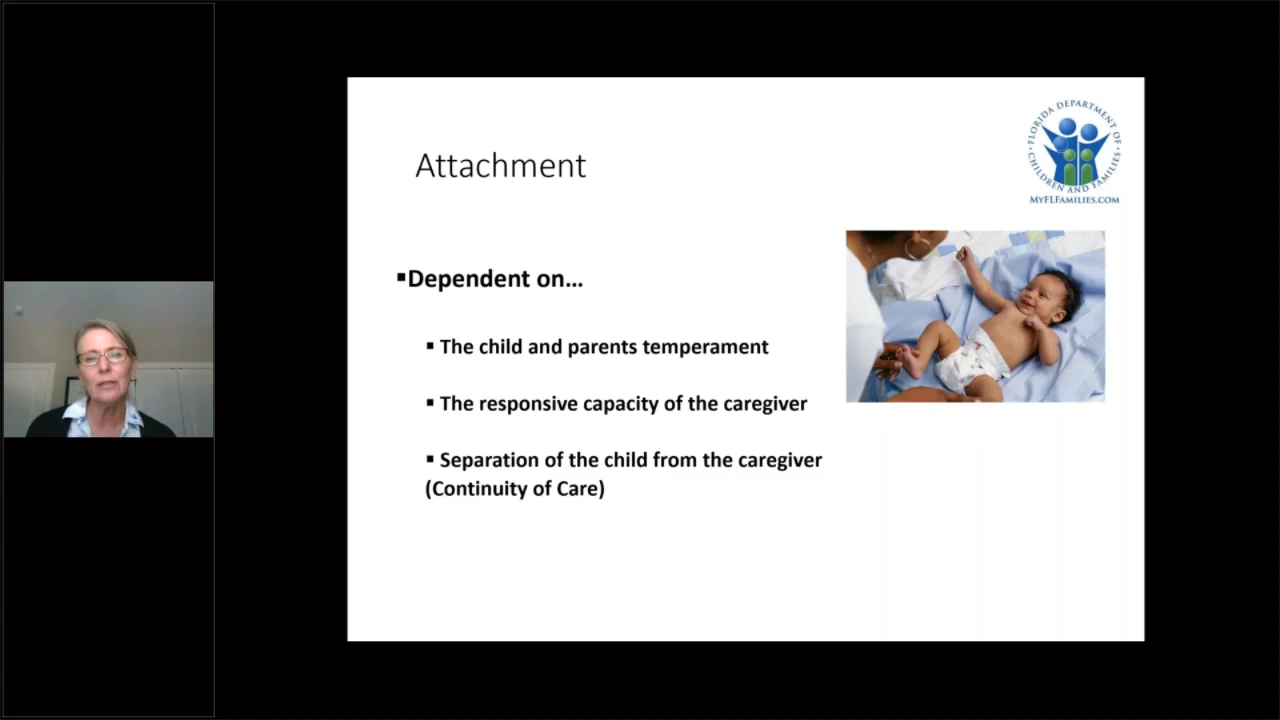 Attachment
FLORIDA DEPARTMENT OF
CHILDREN AND FAMILIES
MYFLFAMILIES.COM
▪Dependent on...
▪ The child and parents temperament
▪ The responsive capacity of the caregiver
▪ Separation of the child from the caregiver
(Continuity of Care)